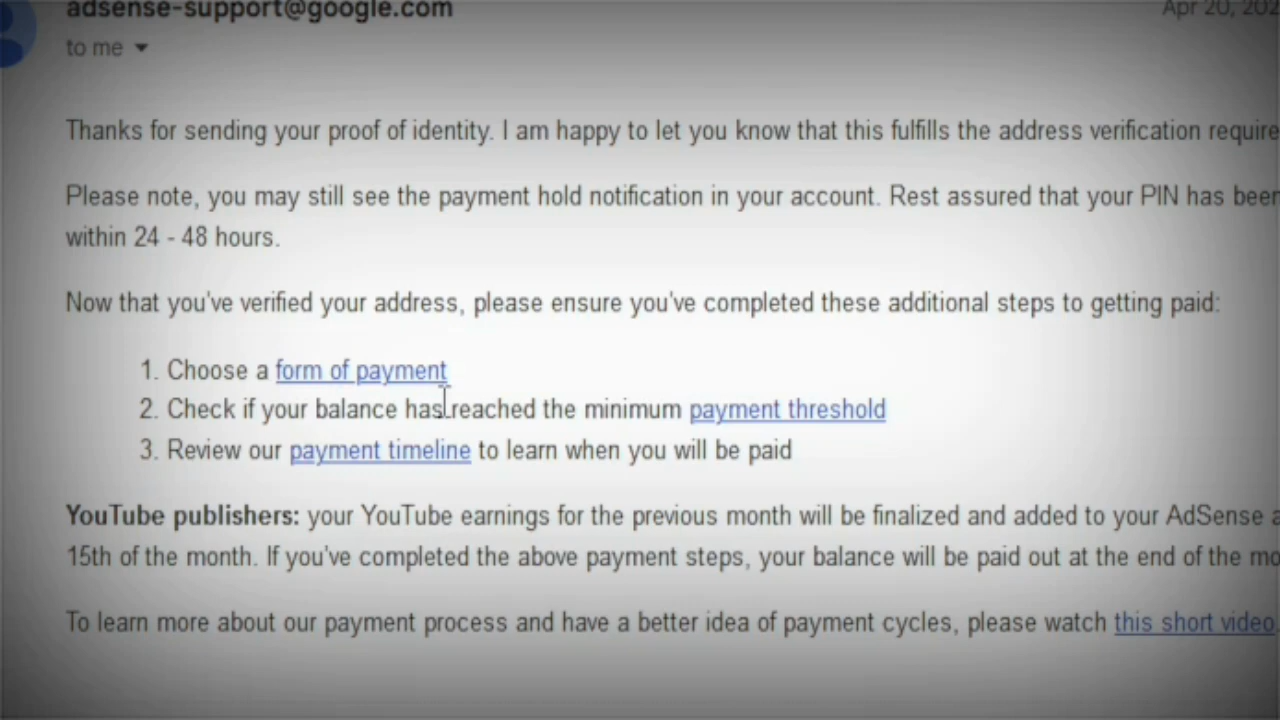 adsense-support@google.com
Apr 20, 202
to me
Thanks for sending your proof of identity. I am happy to let you know that this fulfills the address verification require
Please note, you may still see the payment hold notification in your account. Rest assured that your PIN has been
within 24 - 48 hours.
Now that you've verified your address, please ensure you've completed these additional steps to getting paid:
1. Choose a form of payment
2. Check if your balance has reached the minimum payment threshold
3. Review our payment timeline to learn when you will be paid
YouTube publishers: your YouTube earnings for the previous month will be finalized and added to your AdSense a
15th of the month. If you've completed the above payment steps, your balance will be paid out at the end of the mo
To learn more about our payment process and have a better idea of payment cycles, please watch this short video